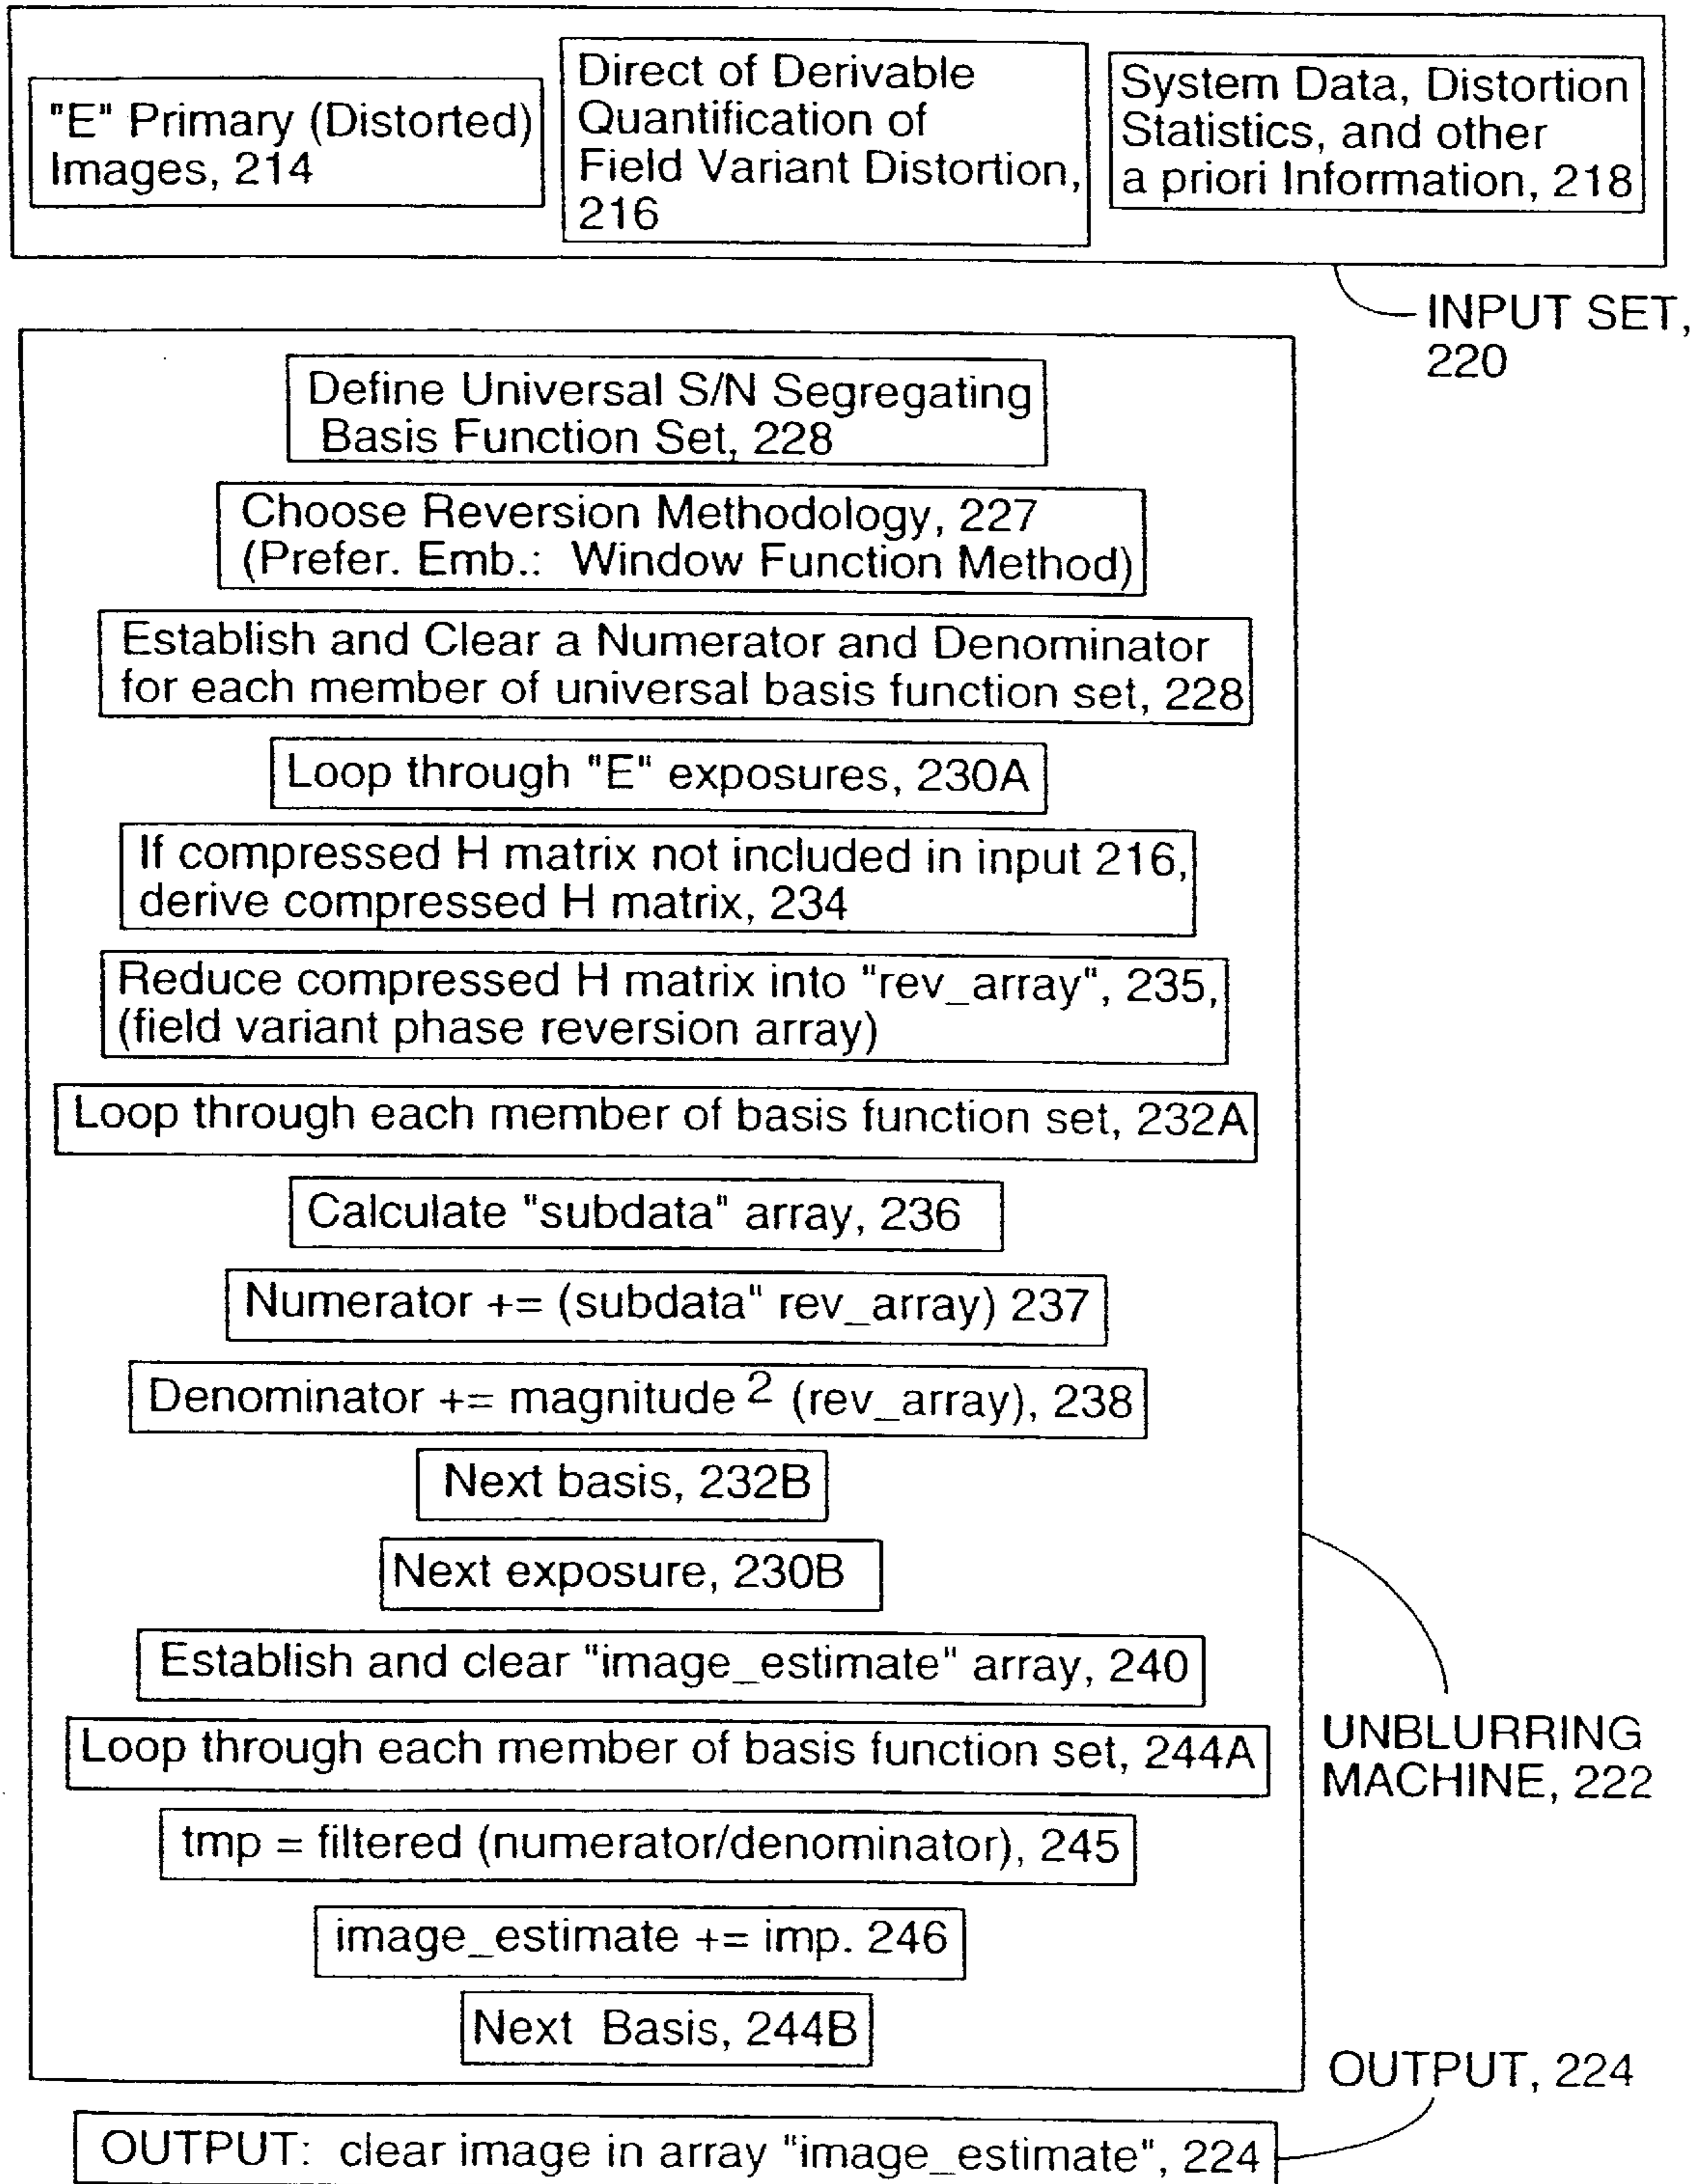 "E" Primary (Distorted)
Images, 214
Direct of Derivable
Quantification of
Field Variant Distortion,
216
System Data, Distortion
Statistics, and other
a priori Information, 218
INPUT SET,
220
Define Universal S/N Segregating
Basis Function Set, 228
Choose Reversion Methodology, 227
(Prefer. Emb.: Window Function Method)
Establish and Clear a Numerator and Denominator
for each member of universal basis function set, 228
Loop through "E" exposures, 230A
If compressed H matrix not included in input 216,
derive compressed H matrix, 234
Reduce compressed H matrix into "rev_array", 235,
(field variant phase reversion array)
Loop through each member of basis function set, 232A
Calculate "subdata" array, 236
Numerator += (subdata" rev_array) 237
Denominator += magnitude 2 (rev_array), 238
Next basis, 232B
Next exposure, 230B
Establish and clear "image_estimate" array, 240
Loop through each member of basis function set, 244A
UNBLURRING
MACHINE, 222
tmp = filtered (numerator/denominator), 245
image_estimate += imp. 246
Next Basis, 244B
OUTPUT, 224
OUTPUT: clear image in array "image_estimate", 224